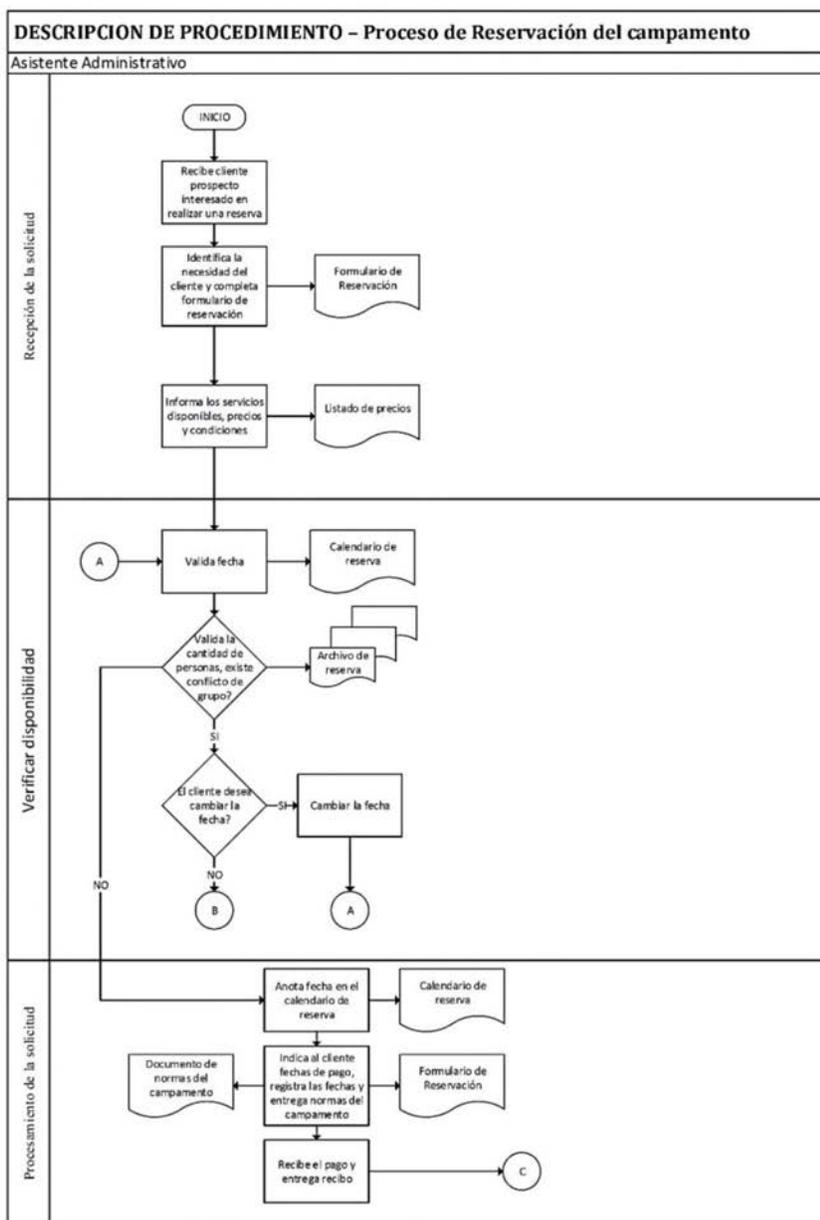 DESCRIPCION DE PROCEDIMIENTO – Proceso de Reservación del campamento
Asistente Administrativo
Recepción de la solicitud
INICIO
Recibe cliente
prospecto
interesado en
realizar una reserva
Identifica la
necesidad del
cliente y completa
formulario de
reservación
Formulario de
Reservación
Informa los servicios
disponibles, precios
y condiciones
Listado de precios
Verificar disponibilidad
A
Valida fecha
Calendario de
reserva
Valida la
cantidad de
personas, existe
conflicto de
grupo?
Archivo de
reserva
SI
El cliente desea
cambiar la
fecha?
SI
Cambiar la fecha
NO
NO
B
A
Procesamiento de la solicitud
Anota fecha en el
calendario de
reserva
Calendario de
reserva
Documento de
normas del
campamento
Indica al cliente
fechas de pago,
registra las fechas y
entrega normas del
campamento
Formulario de
Reservación
Recibe el pago y
entrega recibo
C